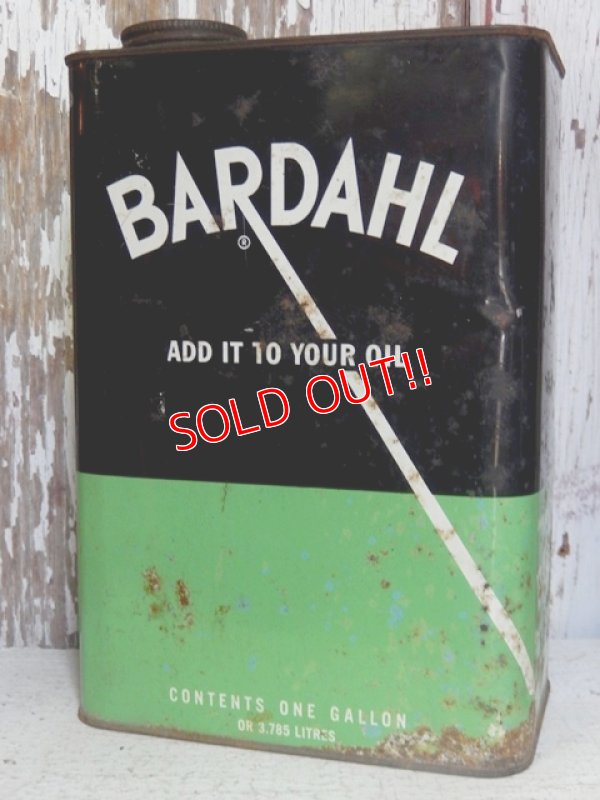 BARDAHL
®
ADD IT TO YOUR OIL
SOLD OUT!!
CONTENTS ONE GALLON
OR 3.785 LITRES